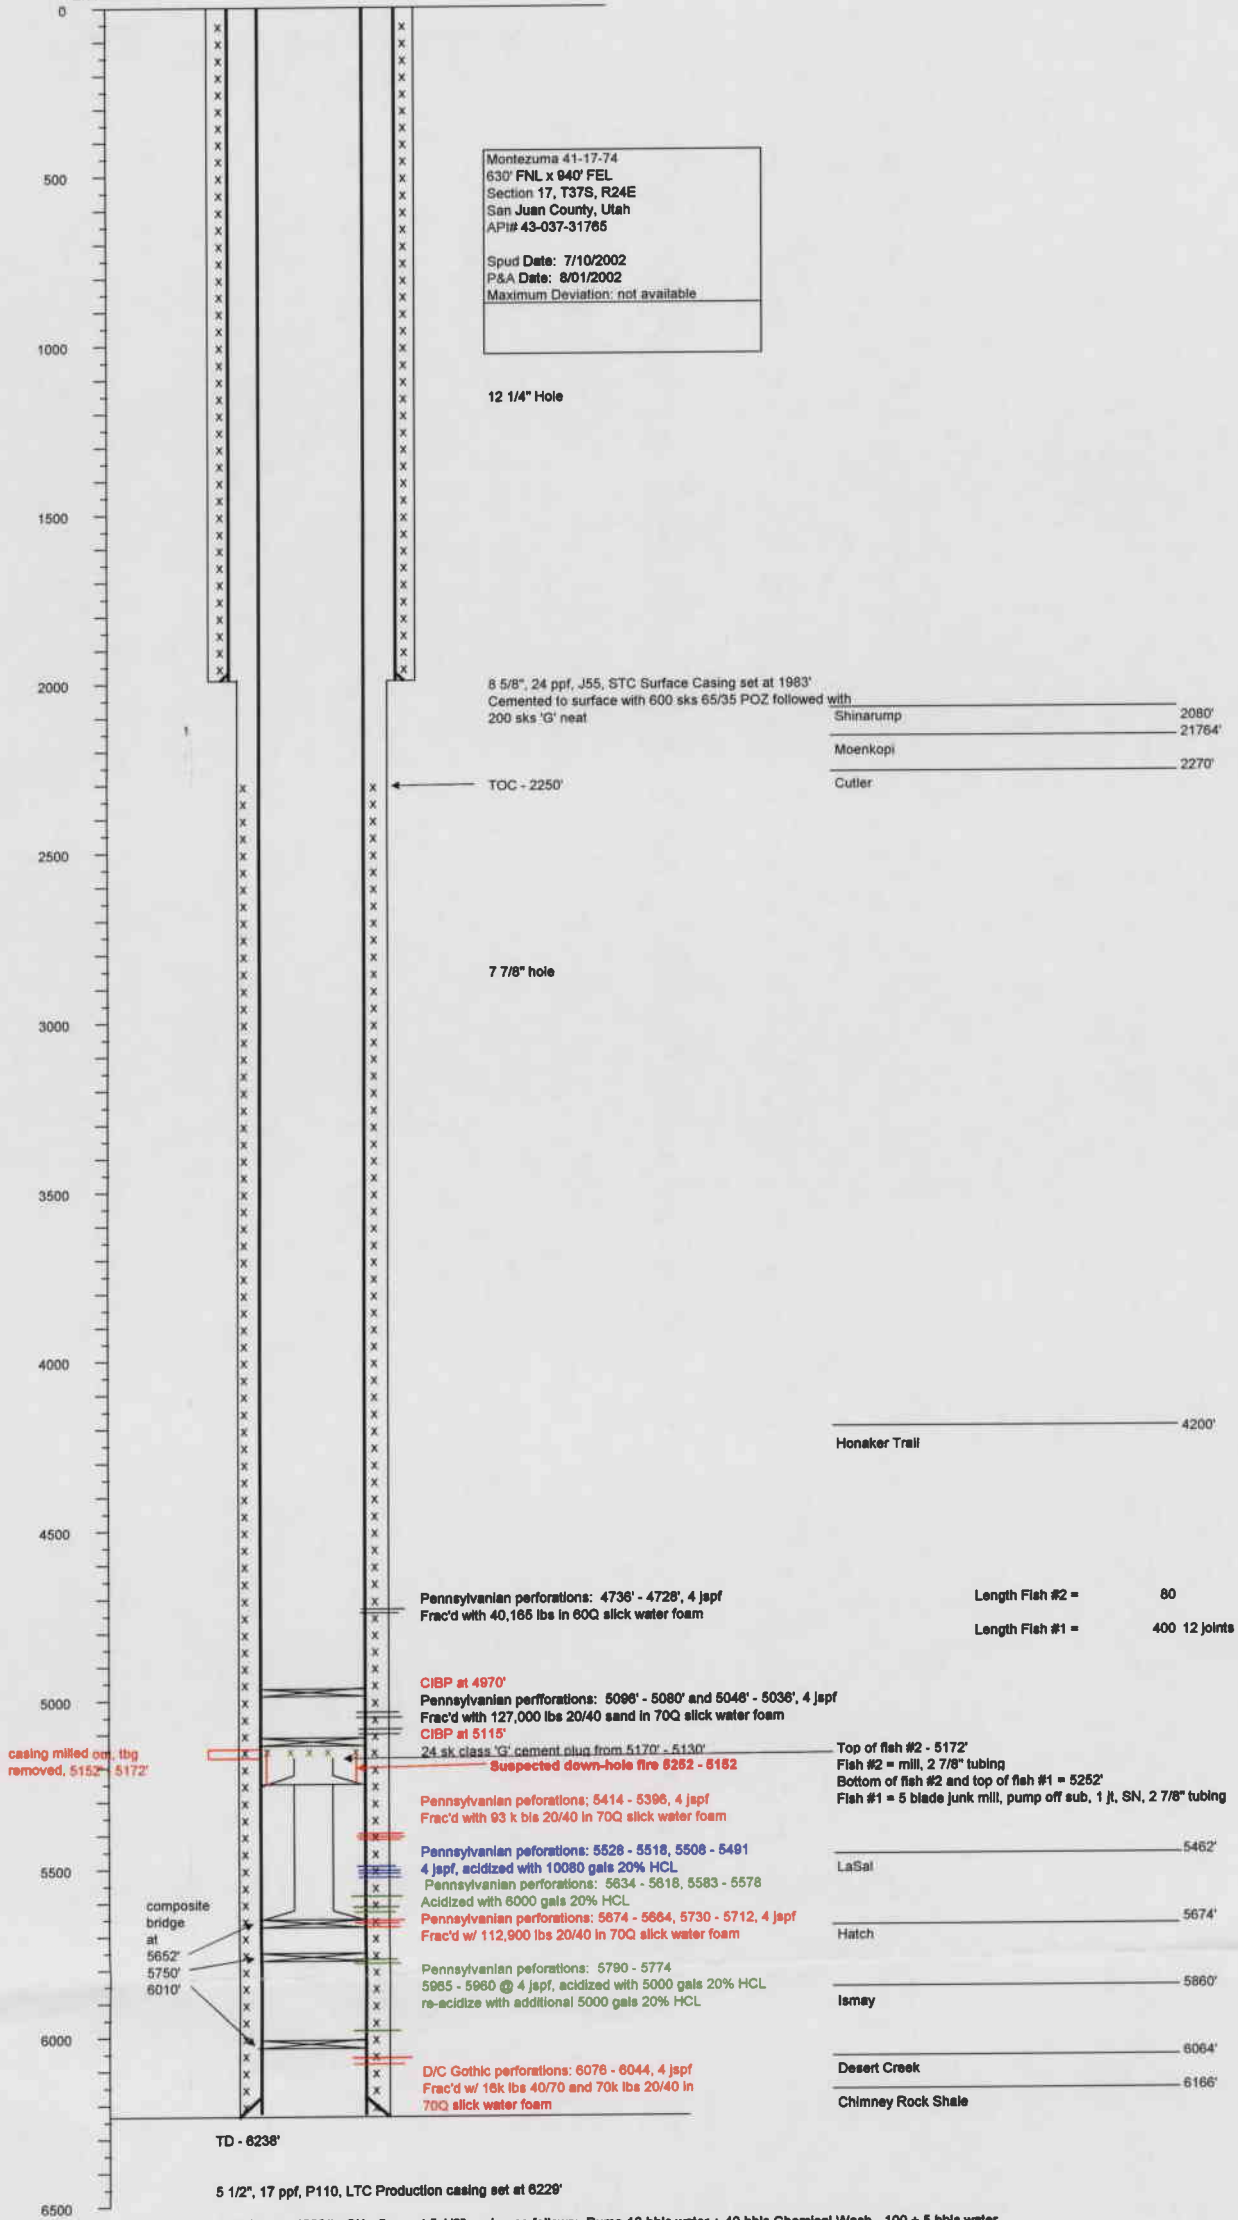 0
500
1000
1500
2000
2500
3000
3500
4000
4500
5000
5500
6000
6500
Montezuma 41-17-74
630' FNL x 940' FEL
Section 17, T37S, R24E
San Juan County, Utah
API# 43-037-31765
Spud Date: 7/10/2002
P&A Date: 8/01/2002
Maximum Deviation: not available
12 1/4" Hole
8 5/8", 24 ppf, J55, STC Surface Casing set at 1983'
Cemented to surface with 600 sks 65/35 POZ followed with
200 sks 'G' neat
Shinarump 2080'
21764'
Moenkopi
2270'
Cutler
TOC - 2250'
7 7/8" hole
4200'
Honaker Trail
Pennsylvanian perforations: 4736' - 4728', 4 jspf
Frac'd with 40,165 lbs in 60Q slick water foam
Length Fish #2 = 80
Length Fish #1 = 400 12 joints
CIBP at 4970'
Pennsylvanian perfforations: 5096' - 5080' and 5046' - 5036', 4 jspf
Frac'd with 127,000 lbs 20/40 sand in 70Q slick water foam
CIBP at 5115'
24 sk class 'G' cement plug from 5170' - 5130'
Suspected down-hole fire 5252 - 5152
casing milled on, tbg
removed, 5152' - 5172'
Top of fish #2 - 5172'
Fish #2 = mill, 2 7/8" tubing
Bottom of fish #2 and top of fish #1 = 5252'
Fish #1 = 5 blade junk mill, pump off sub, 1 jt, SN, 2 7/8" tubing
Pennsylvanian peforations; 5414 - 5396, 4 jspf
Frac'd with 93 k bls 20/40 in 70Q slick water foam
Pennsylvanian peforations: 5528 - 5518, 5508 - 5491
4 jspf, acidized with 10080 gals 20% HCL
Pennsylvanian peforations: 5634 - 5618, 5583 - 5578
Acidized with 6000 gals 20% HCL
Pennsylvanian perforations: 5674 - 5664, 5730 - 5712, 4 jspf
Frac'd w/ 112,900 lbs 20/40 in 70Q slick water foam
Pennsylvanian peforations: 5790 - 5774
5965 - 5960 @ 4 jspf, acidized with 5000 gals 20% HCL
re-acidize with additional 5000 gals 20% HCL
D/C Gothic perforations: 6076 - 6044, 4 jspf
Frac'd w/ 16k lbs 40/70 and 70k lbs 20/40 in
70Q slick water foam
composite
bridge
at
5652'
5750'
6010'
5462'
LaSal
5674'
Hatch
5860'
Ismay
6064'
Desert Creek
6166'
Chimney Rock Shale
TD - 6238'
5 1/2", 17 ppf, P110, LTC Production casing set at 6229'